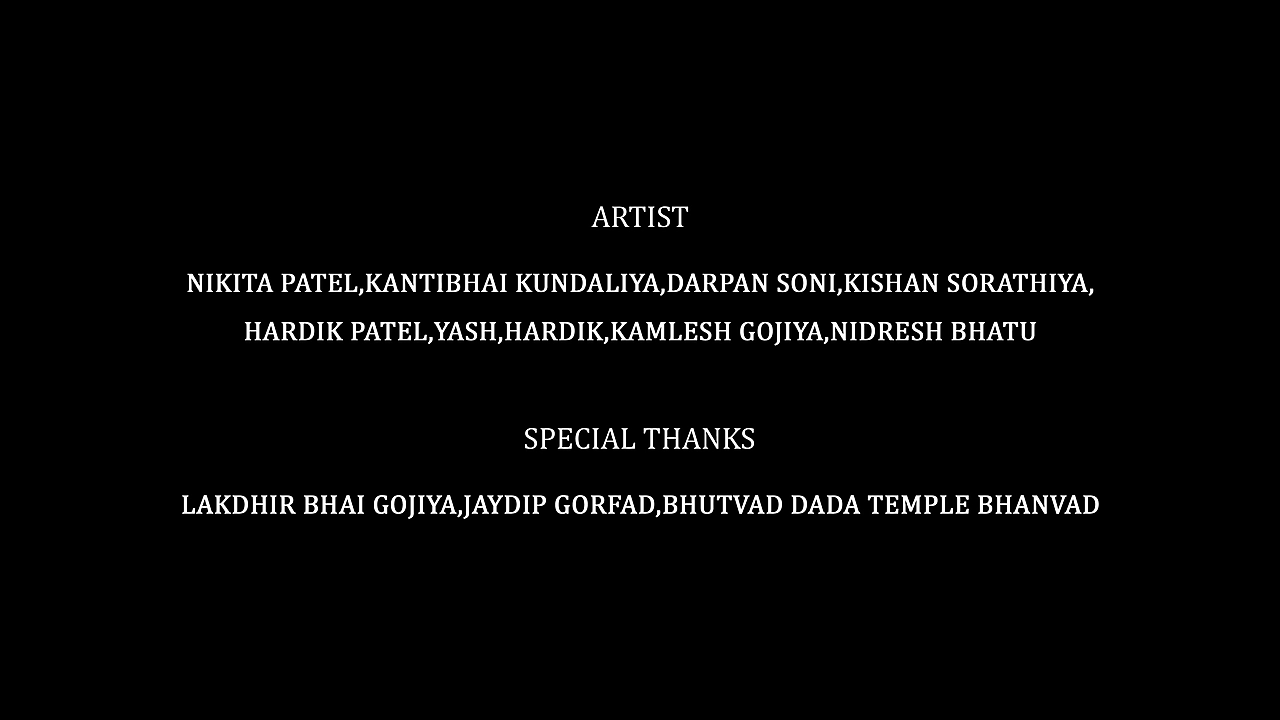 ARTIST
NIKITA PATEL,KANTIBHAI KUNDALIYA,DARPAN SONI,KISHAN SORATHIYA,
HARDIK PATEL,YASH,HARDIK,KAMLESH GOJIYA,NIDRESH BHATU
SPECIAL THANKS
LAKDHIR BHAI GOJIYA,JAYDIP GORFAD,BHUTVAD DADA TEMPLE BHANVAD